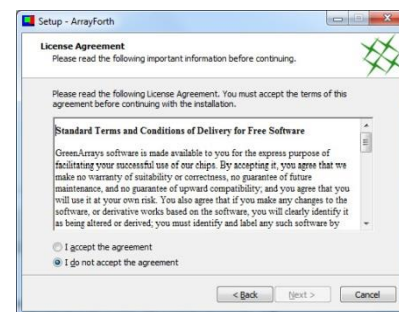 Setup - ArrayForth
License Agreement
Please read the following important information before continuing.
Please read the following License Agreement. You must accept the terms of this
agreement before continuing with the installation.
Standard Terms and Conditions of Delivery for Free Software
GreenArrays software is made available to you for the express purpose of
facilitating your successful use of our chips. By accepting it, you agree that we
make no warranty of suitability or correctness, no guarantee of future
maintenance, and no guarantee of upward compatibility; and you agree that you
will use it at your own risk. You also agree that if you make any changes to the
software, or derivative works based on the software, you will clearly identify it
as being altered or derived; you must identify and label any such software by
I accept the agreement
I do not accept the agreement
< Back
Next >
Cancel